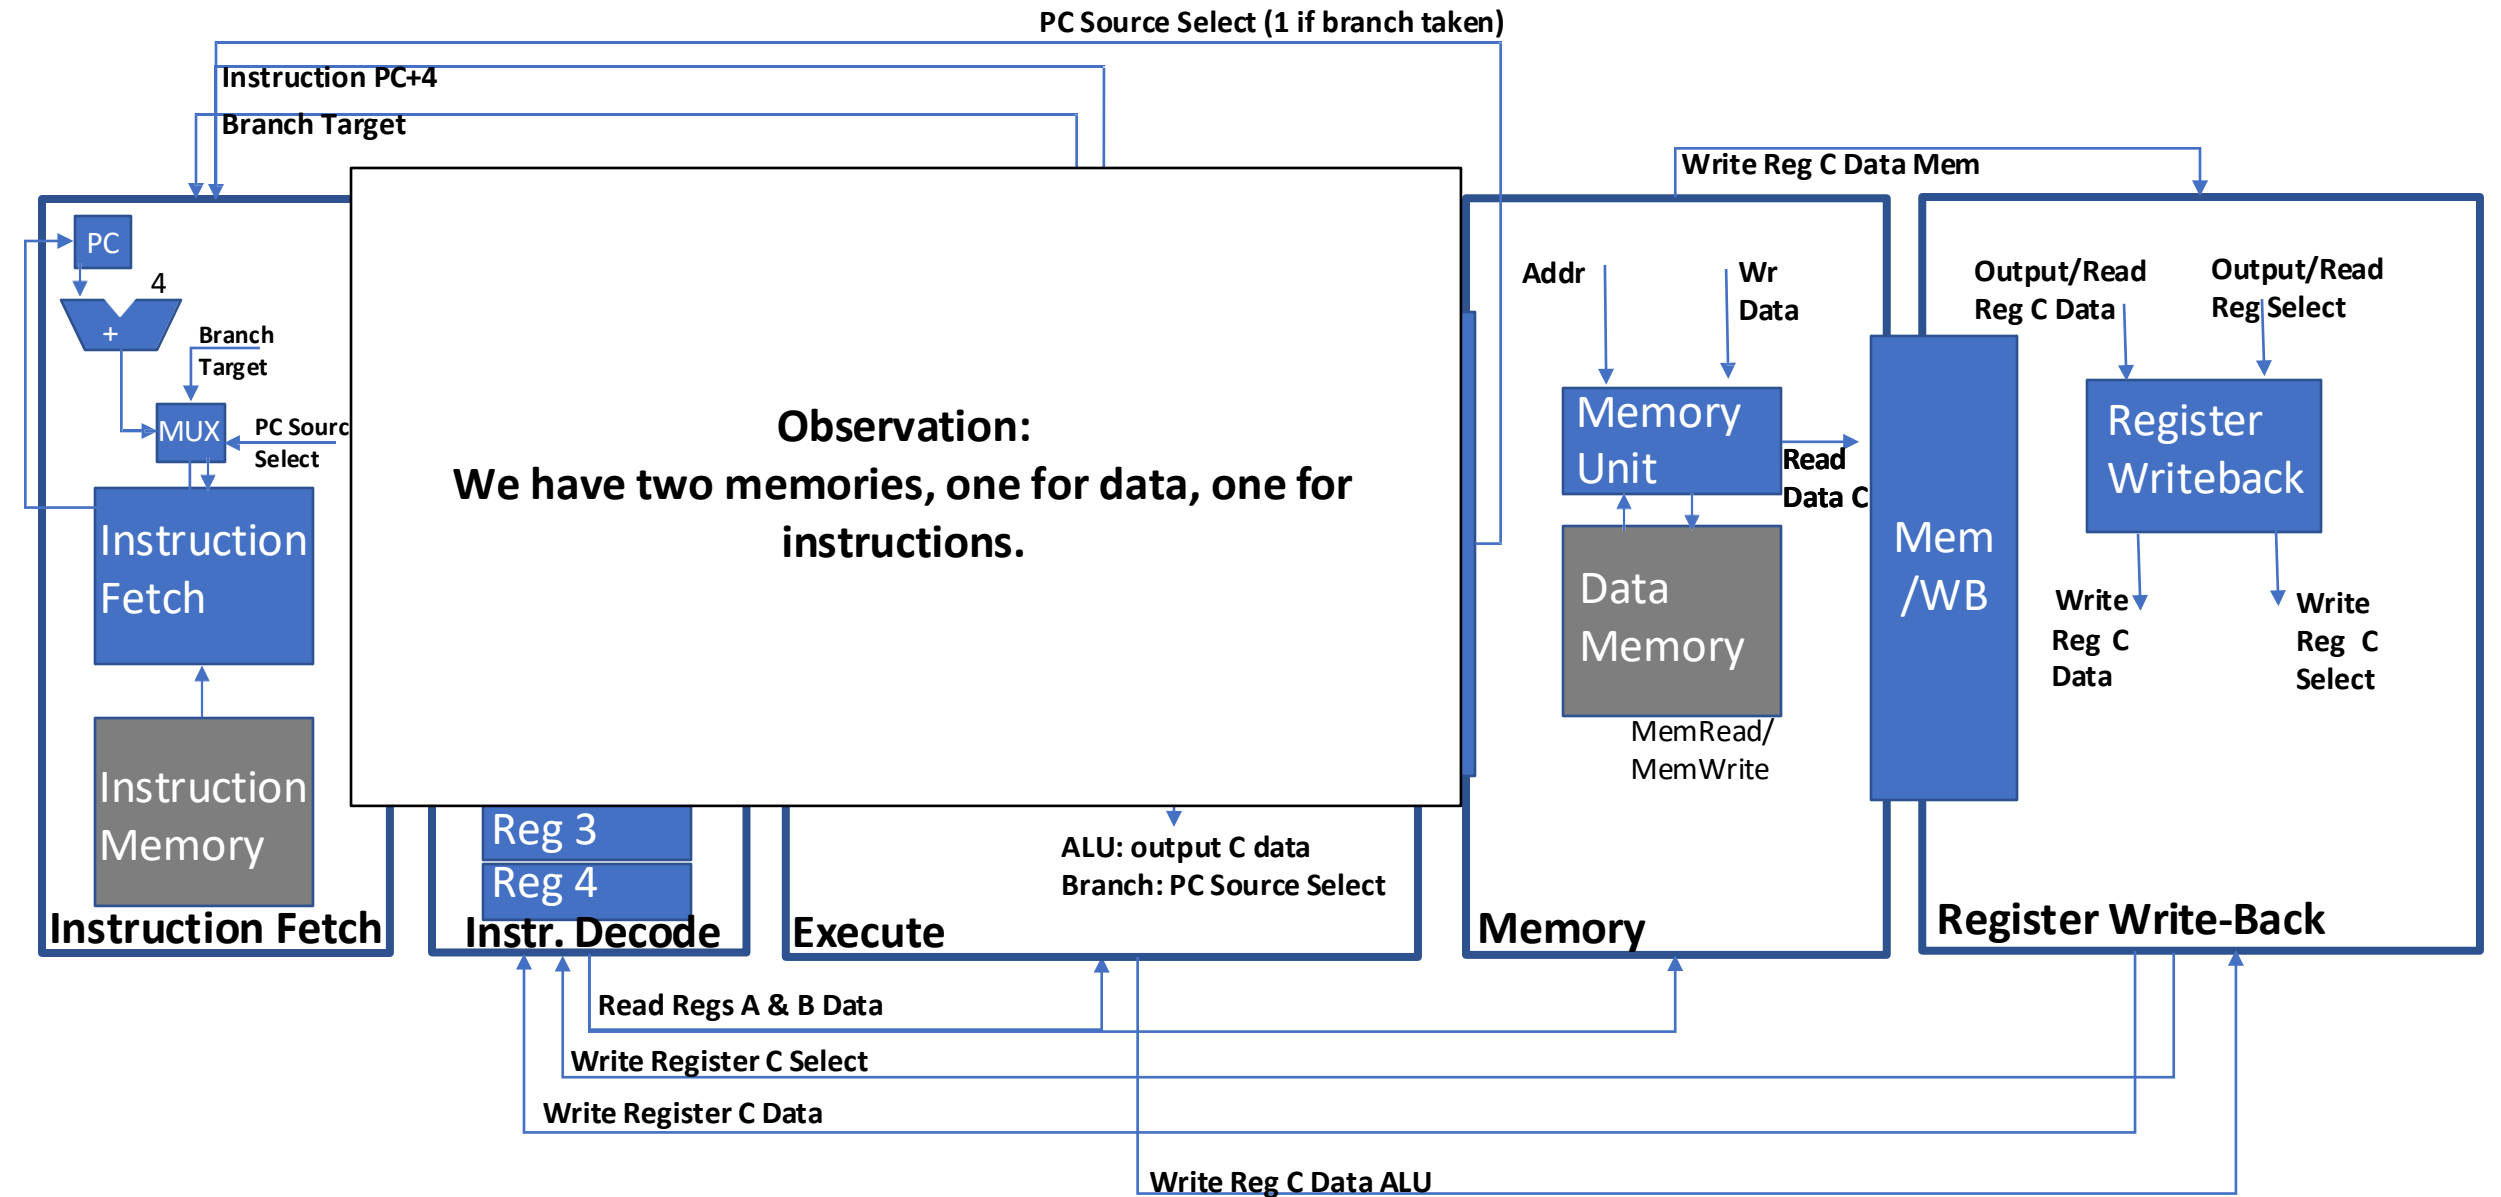 PC Source Select (1 if branch taken)
Instruction PC+4
Branch Target
Write Reg C Data Mem
PC
4
+
Branch
Target
MUX
PC Sourc
Select
Instruction
Fetch
Instruction
Memory
Instruction Fetch
Observation:
We have two memories, one for data, one for
instructions.
Reg 3
Reg 4
Instr. Decode
ALU: output C data
Branch: PC Source Select
Execute
Addr
Wr
Data
Memory
Unit
Read
Data C
Data
Memory
MemRead/
MemWrite
Memory
Mem
/WB
Output/Read
Reg C Data
Output/Read
Reg Select
Register
Writeback
Write
Reg C
Data
Write
Reg C
Select
Register Write-Back
Read Regs A & B Data
Write Register C Select
Write Register C Data
Write Reg C Data ALU